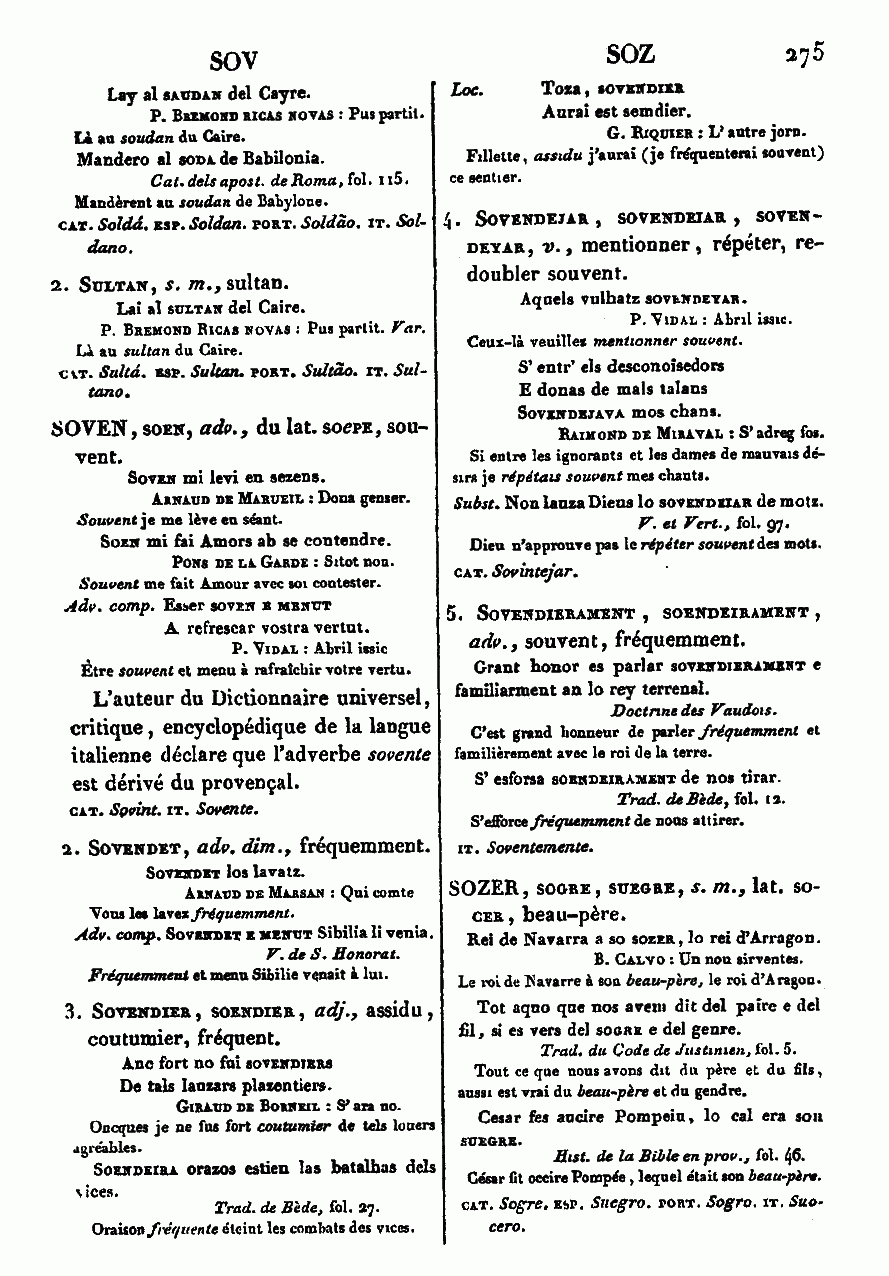 SOV
SOZ
275
Lay al SAUDAN del Cayre.
P. BREMOND RICAS NOVAS : Pus partit.
Là au soudan du Caire.
Mandero al SODA de Babilonia.
Cat. dels apost. de Roma, fol. 115.
Mandèrent au soudan de Babylone.
CAT. Soldá. ESP. Soldan. PORT. Soldão. IT. Sol-
dano.
2. SULTAN, s. m., sultan.
Lai al SULTAN del Caire.
P. BREMOND RICAS NOVAS : Pus partit. Var.
Là au sultan du Caire.
CAT. Sultá. ESP. Sultan. PORT. Sultão. IT. Sul-
tano.
SOVEN, SOEN, adv., du lat. SOEPE, sou-
vent.
SOVEN mi levi en sezens.
ARNAUD DE MARUEIL : Dona genser.
Souvent je me lève en séant.
SOEN mi fai Amors ab se contendre.
PONS DE LA GARDE : Sitot non.
Souvent me fait Amour avec soi contester.
Adv. comp. Esser SOVEN E MENUT
A refrescar vostra vertut.
P. VIDAL : Abril issic
Être souvent et menu à rafraîchir votre vertu.
L'auteur du Dictionnaire universel,
critique, encyclopédique de la langue
italienne déclare que l'adverbe sovente
est dérivé du provençal.
CAT. Sovint. IT. Sovente.
2. SOVENDET, adv. dim., fréquemment.
SOVENDET los lavatz.
ARNAUD DE MARSAN : Qui comte
Vous les lavez fréquemment.
Adv. comp. SOVENDET E MENUT Sibilia li venia.
V. de S. Honorat.
Fréquemment et menu Sibilie venait à lui.
3. SOVENDIER, SOENDIER, adj., assidu,
coutumier, fréquent.
Anc fort no fui SOVENDIERS
De tals lauzars plazentiers.
GIRAUD DE BORNEIL : S'ara no.
Oncques je ne fus fort coutumier de tels louers
agréables.
SOENDEIRA orazos estien las batalhas dels
vices.
Trad. de Bède, fol. 27.
Oraison fréquente éteint les combats des vices.
Loc. Toza, SOVENDIER
Aurai est semdier.
G. RIQUIER : L'autre jorn.
Fillette, assidu j'aurai (je fréquenterai souvent)
ce sentier.
4. SOVENDEJAR, SOVENDEIAR, SOVEN-
DEYAR, v., mentionner, répéter, re-
doubler souvent.
Aquels vulhatz SOVENDEYAR.
P. VIDAL : Abril issic.
Ceux-là veuillez mentionner souvent.
S' entr' els desconoisedors
E donas de mals talans
SOVENDEJAVA mos chans.
RAIMOND DE MIRAVAL : S'adreg fos.
Si entre les ignorants et les dames de mauvais dé-
sirs je répétais souvent mes chants.
Subst. Non lauza Dieus lo SOVENDEIAR de motz.
V. et Vert., fol. 97.
Dieu n'approuve pas le répéter souvent des mots.
CAT. Sovintejar.
5. SOVENDIERAMENT, SOENDEIRAMENT,
adv., souvent, fréquemment.
Grant honor es parlar SOVENDIERAMENT e
familiarment an lo rey terrenal.
Doctrine des Vaudois.
C'est grand honneur de parler fréquemment et
familièrement avec le roi de la terre.
S' esforsa SOENDEIRAMENT de nos tirar.
Trad. de Bède, fol. 12.
S'efforce fréquemment de nous attirer.
IT. Soventemente.
SOZER, SOGRE, SUEGRE, s. m., lat. SO-
CER, beau-père.
Rei de Navarra a so SOZER, lo rei d'Arragon.
B. CALVO : Un nou sirventes.
Le roi de Navarre à son beau-père, le roi d'Aragon.
Tot aquo que nos avem dit del paire e del
fil, si es vers del SOGRE e del genre.
Trad. du Code de Justinien, fol. 5.
Tout ce que nous avons dit du père et du fils,
aussi est vrai du beau-père et du gendre.
Cesar fes aucire Pompeiu, lo cal era son
SUEGRE.
Hist. de la Bible en prov., fol. 46.
César fit occire Pompée, lequel était son beau-père.
CAT. Sogre. ESP. Suegro. PORT. Sogro. IT. Suo-
cero.